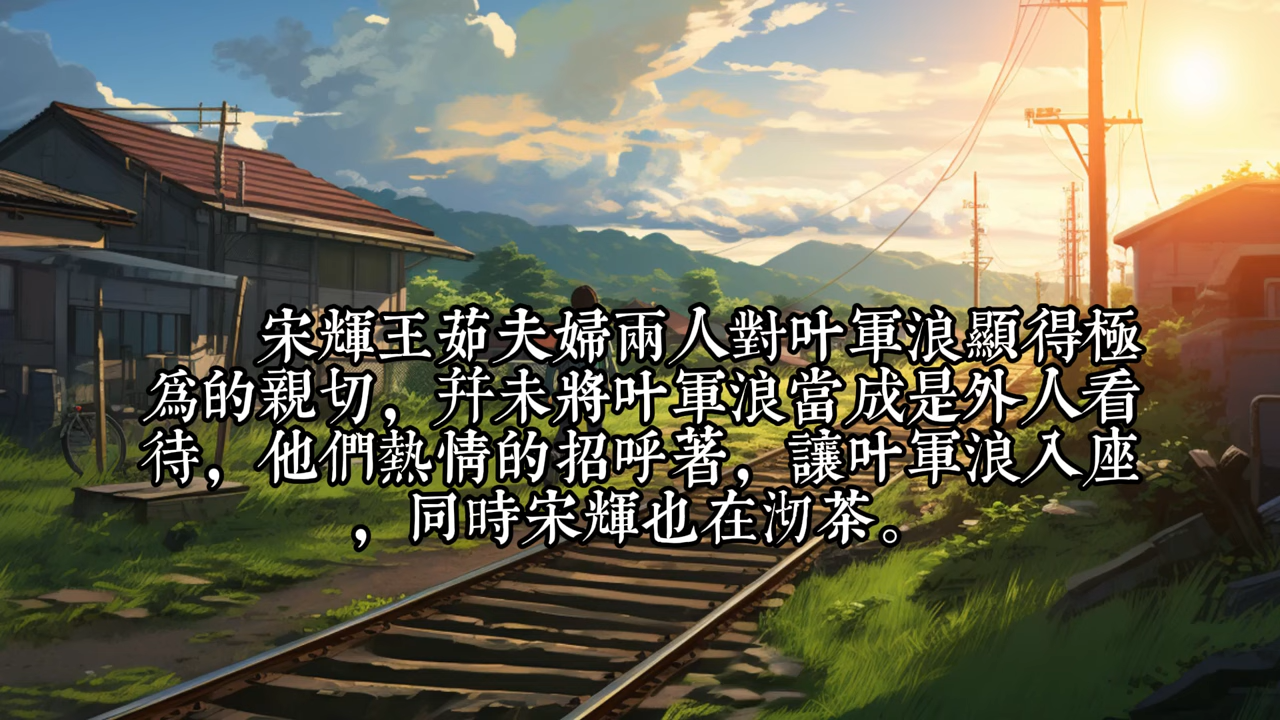 宋輝王茹夫婦兩人對叶軍浪顯得極
爲的親切，幷未將叶軍浪當成是外人看
待，他們熱情的招呼著，讓叶軍浪入座
，同時宋輝也在沏茶。